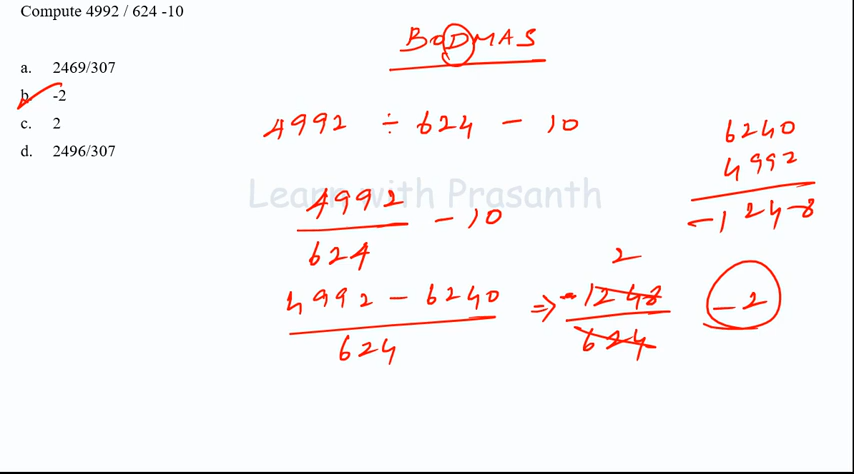 Compute 4992 / 624 -10
BODMAS
a. 2469/307
b. -2
c. 2
d. 2496/307
4992 ÷ 624 - 10
6240
4992
-1248
Learn with Prasanth
4992
- 10
624
4992 - 6240
624
2
⇒ -1248
624
-2